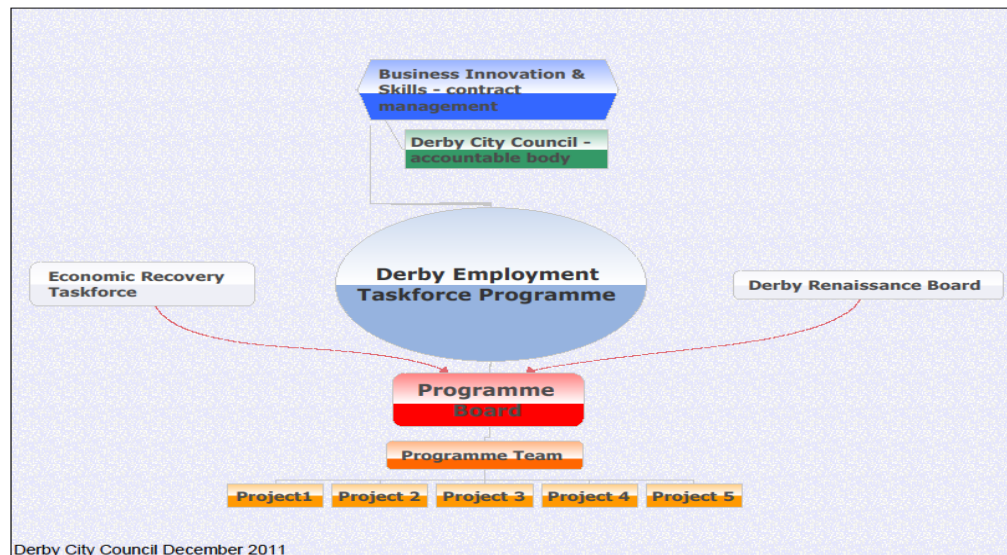 Business Innovation &
Skills - contract
management
Derby City Council -
accountable body
Derby Employment
Taskforce Programme
Economic Recovery
Taskforce
Derby Renaissance Board
Programme
Board
Programme Team
Project1 Project 2 Project 3 Project 4 Project 5
Derby City Council December 2011